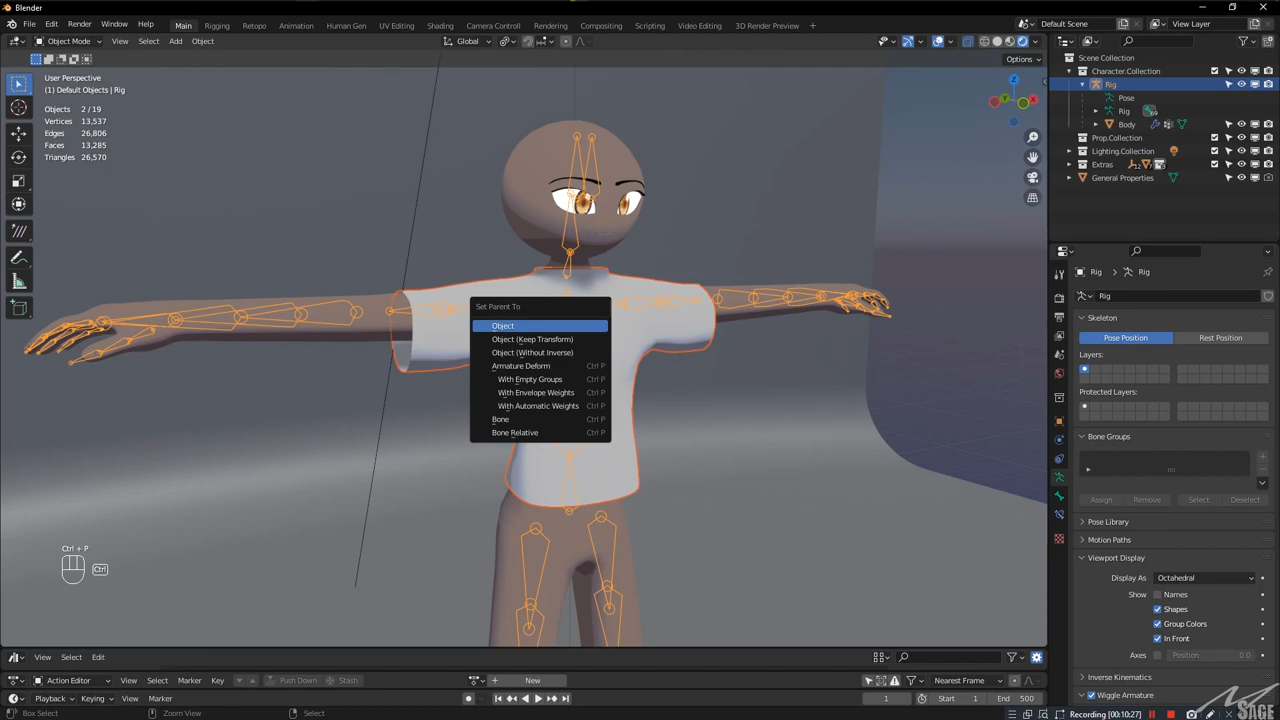 Blender
File Edit Render Window Help Main Rigging Retopo Animation Human Gen UV Editing Shading Camera Control Rendering Compositing Scripting Video Editing 3D Render Preview + Default Scene View Layer
Object Mode View Select Add Object Global
Options
User Perspective
(1) Default Objects | Rig
Objects 2 / 19
Vertices 13,537
Edges 26,806
Faces 13,285
Triangles 26,570
Z
Y
X
Scene Collection
Character.Collection
Rig
Pose
Rig 69
Body
Prop.Collection
Lighting.Collection
Extras 12 7 3
General Properties
Set Parent To
Object
Object (Keep Transform)
Object (Without Inverse)
Armature Deform Ctrl P
With Empty Groups Ctrl P
With Envelope Weights Ctrl P
With Automatic Weights Ctrl P
Bone Ctrl P
Bone Relative Ctrl P
Ctrl + P
Ctrl
Rig > Rig
Rig
Skeleton
Pose Position Rest Position
Layers:
Protected Layers:
Bone Groups
Assign Remove Select Deselect
Pose Library
Motion Paths
Viewport Display
Display As Octahedral
Show Names
Shapes
Group Colors
In Front
Axes Position 0.0
Inverse Kinematics
Wiggle Armature
View Select Edit
Action Editor View Select Marker Key Push Down Stash + New Nearest Frame
Playback Keying View Marker 1 Start 1 End 500
Box Select Zoom View Select Recording [00:10:27]
SAGE